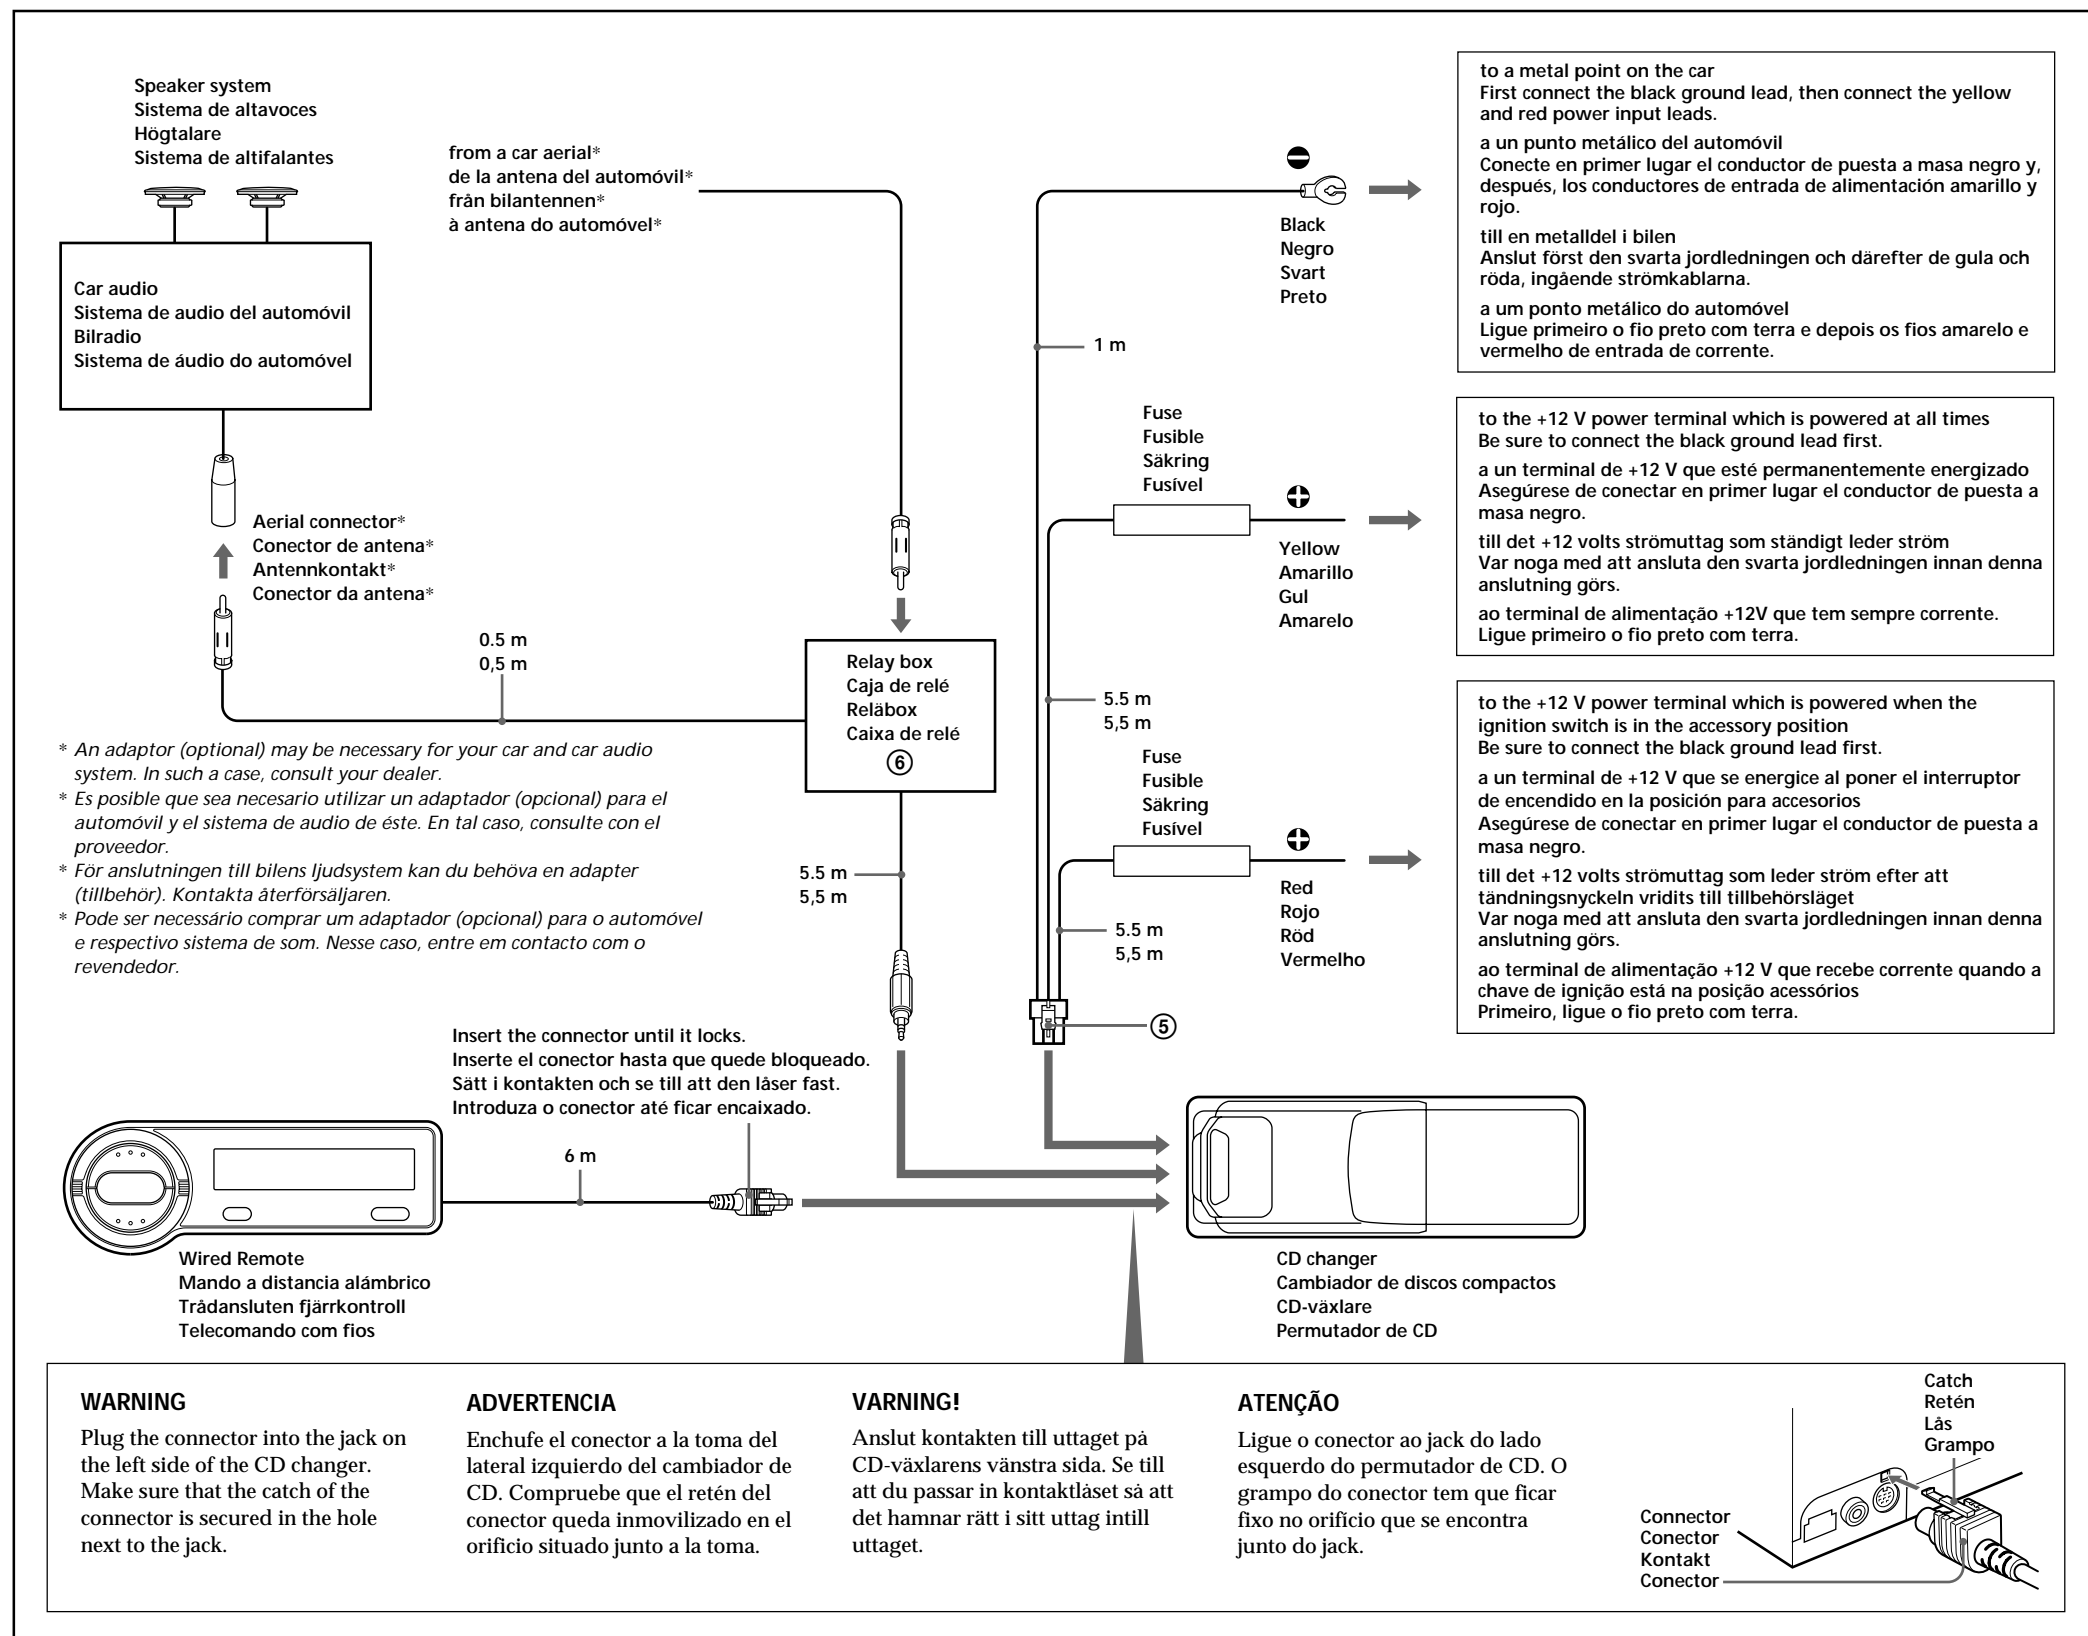 Speaker system
Sistema de altavoces
Högtalare
Sistema de altifalantes
from a car aerial*
de la antena del automóvil*
från bilantennen*
à antena do automóvel*
Car audio
Sistema de audio del automóvil
Bilradio
Sistema de áudio do automóvel
Aerial connector*
Conector de antena*
Antennkontakt*
Conector da antena*
0.5 m
0,5 m
Relay box
Caja de relé
Reläbox
Caixa de relé
⑥
* An adaptor (optional) may be necessary for your car and car audio
system. In such a case, consult your dealer.
* Es posible que sea necesario utilizar un adaptador (opcional) para el
automóvil y el sistema de audio de éste. En tal caso, consulte con el
proveedor.
* För anslutningen till bilens ljudsystem kan du behöva en adapter
(tillbehör). Kontakta återförsäljaren.
* Pode ser necessário comprar um adaptador (opcional) para o automóvel
e respectivo sistema de som. Nesse caso, entre em contacto com o
revendedor.
5.5 m
5,5 m
Black
Negro
Svart
Preto
1 m
to a metal point on the car
First connect the black ground lead, then connect the yellow
and red power input leads.
a un punto metálico del automóvil
Conecte en primer lugar el conductor de puesta a masa negro y,
después, los conductores de entrada de alimentación amarillo y
rojo.
till en metalldel i bilen
Anslut först den svarta jordledningen och därefter de gula och
röda, ingående strömkablarna.
a um ponto metálico do automóvel
Ligue primeiro o fio preto com terra e depois os fios amarelo e
vermelho de entrada de corrente.
Fuse
Fusible
Säkring
Fusível
Yellow
Amarillo
Gul
Amarelo
5.5 m
5,5 m
to the +12 V power terminal which is powered at all times
Be sure to connect the black ground lead first.
a un terminal de +12 V que esté permanentemente energizado
Asegúrese de conectar en primer lugar el conductor de puesta a
masa negro.
till det +12 volts strömuttag som ständigt leder ström
Var noga med att ansluta den svarta jordledningen innan denna
anslutning görs.
ao terminal de alimentação +12V que tem sempre corrente.
Ligue primeiro o fio preto com terra.
Fuse
Fusible
Säkring
Fusível
Red
Rojo
Röd
Vermelho
5.5 m
5,5 m
to the +12 V power terminal which is powered when the
ignition switch is in the accessory position
Be sure to connect the black ground lead first.
a un terminal de +12 V que se energice al poner el interruptor
de encendido en la posición para accesorios
Asegúrese de conectar en primer lugar el conductor de puesta a
masa negro.
till det +12 volts strömuttag som leder ström efter att
tändningsnyckeln vridits till tillbehörsläget
Var noga med att ansluta den svarta jordledningen innan denna
anslutning görs.
ao terminal de alimentação +12 V que recebe corrente quando a
chave de ignição está na posição acessórios
Primeiro, ligue o fio preto com terra.
⑤
Insert the connector until it locks.
Inserte el conector hasta que quede bloqueado.
Sätt i kontakten och se till att den låser fast.
Introduza o conector até ficar encaixado.
6 m
Wired Remote
Mando a distancia alámbrico
Trådansluten fjärrkontroll
Telecomando com fios
CD changer
Cambiador de discos compactos
CD-växlare
Permutador de CD
WARNING
Plug the connector into the jack on
the left side of the CD changer.
Make sure that the catch of the
connector is secured in the hole
next to the jack.
ADVERTENCIA
Enchufe el conector a la toma del
lateral izquierdo del cambiador de
CD. Compruebe que el retén del
conector queda inmovilizado en el
orificio situado junto a la toma.
VARNING!
Anslut kontakten till uttaget på
CD-växlarens vänstra sida. Se till
att du passar in kontaktlåset så att
det hamnar rätt i sitt uttag intill
uttaget.
ATENÇÃO
Ligue o conector ao jack do lado
esquerdo do permutador de CD. O
grampo do conector tem que ficar
fixo no orifício que se encontra
junto do jack.
Catch
Retén
Lås
Grampo
Connector
Conector
Kontakt
Conector